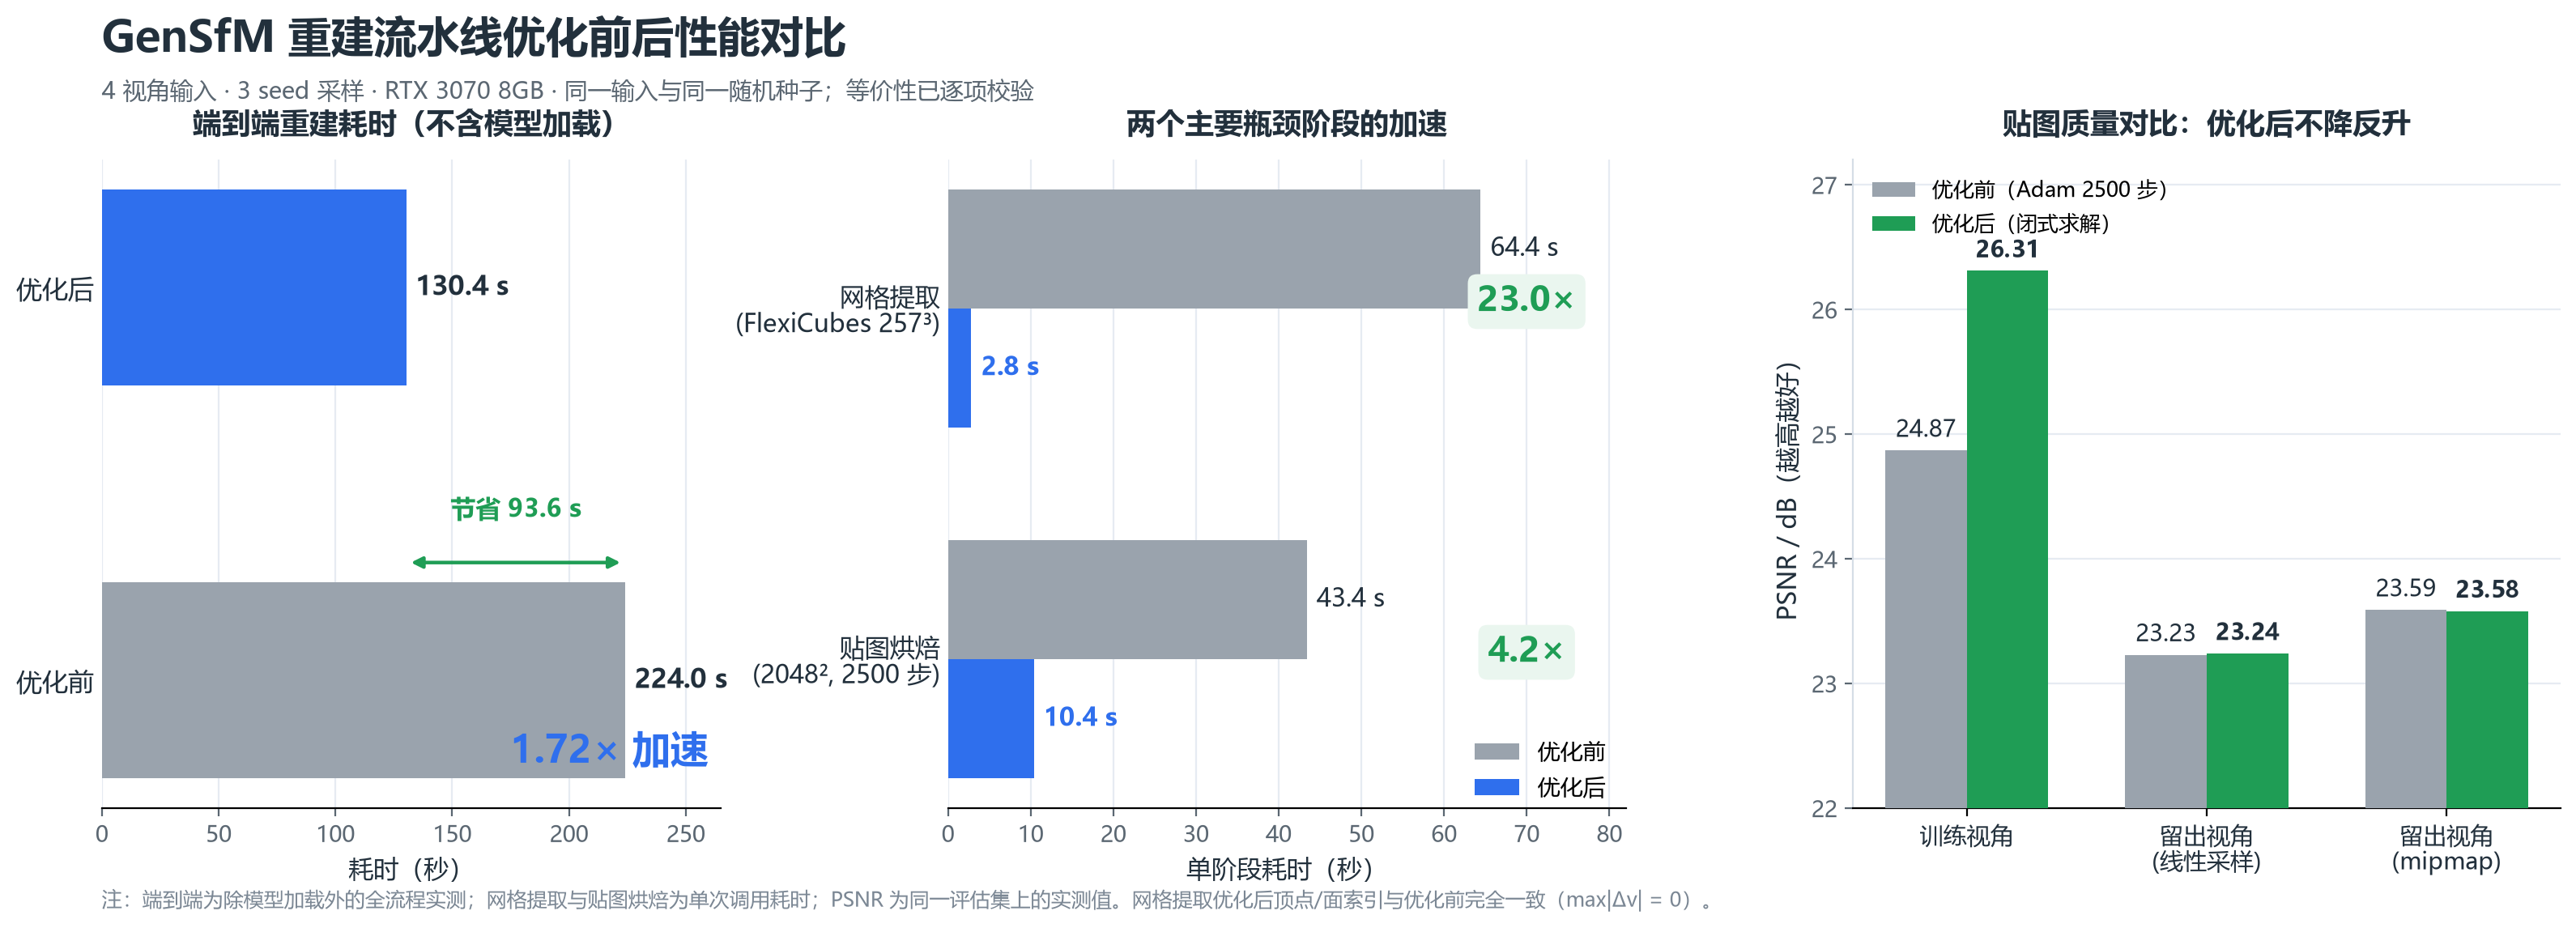 GenSfM 重建流水线优化前后性能对比
4 视角输入 · 3 seed 采样 · RTX 3070 8GB · 同一输入与同一随机种子；等价性已逐项校验
端到端重建耗时（不含模型加载）
优化后
130.4 s
节省 93.6 s
优化前
224.0 s
1.72× 加速
0 50 100 150 200 250
耗时（秒）
两个主要瓶颈阶段的加速
网格提取
(FlexiCubes 257³)
64.4 s
23.0×
2.8 s
贴图烘焙
(2048², 2500 步)
43.4 s
4.2×
10.4 s
优化前
优化后
0 10 20 30 40 50 60 70 80
单阶段耗时（秒）
贴图质量对比：优化后不降反升
优化前（Adam 2500 步）
优化后（闭式求解）
PSNR / dB（越高越好）
27
26
25
24
23
22
24.87
26.31
23.23
23.24
23.59
23.58
训练视角
留出视角
(线性采样)
留出视角
(mipmap)
注：端到端为除模型加载外的全流程实测；网格提取与贴图烘焙为单次调用耗时；PSNR 为同一评估集上的实测值。网格提取优化后顶点/面索引与优化前完全一致（max|Δv| = 0）。